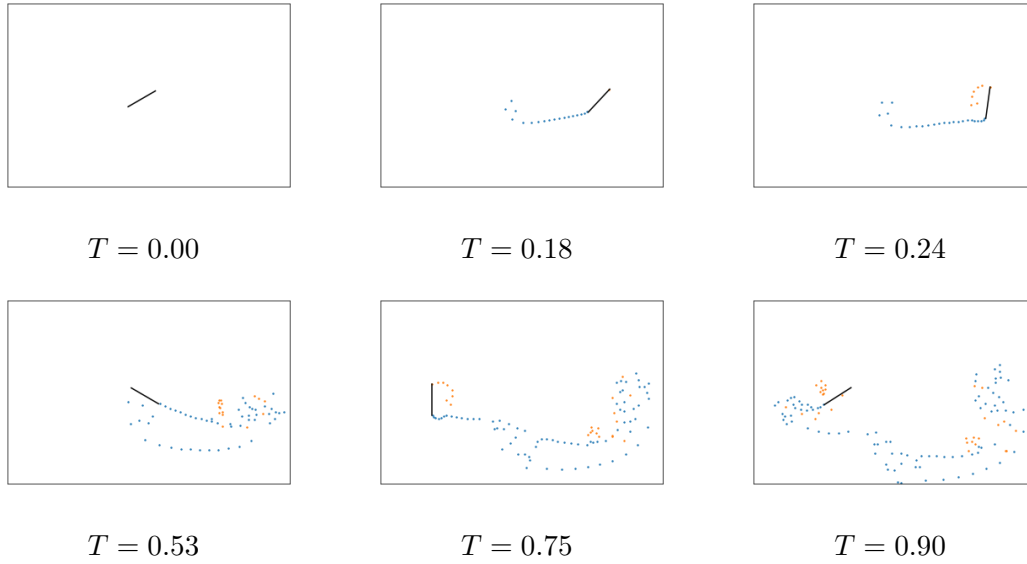 T = 0.00
T = 0.18
T = 0.24
T = 0.53
T = 0.75
T = 0.90